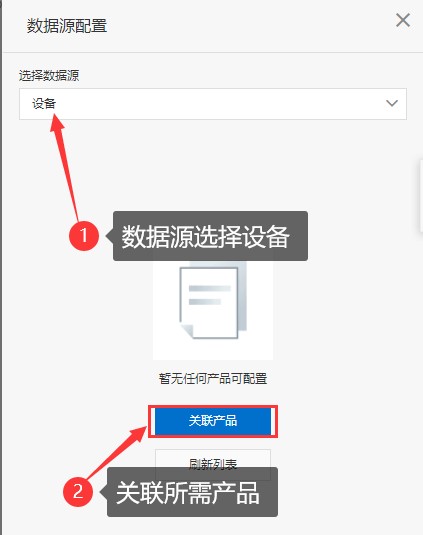 数据源配置
选择数据源
设备
1 数据源选择设备
暂无任何产品可配置
关联产品
刷新列表
2 关联所需产品